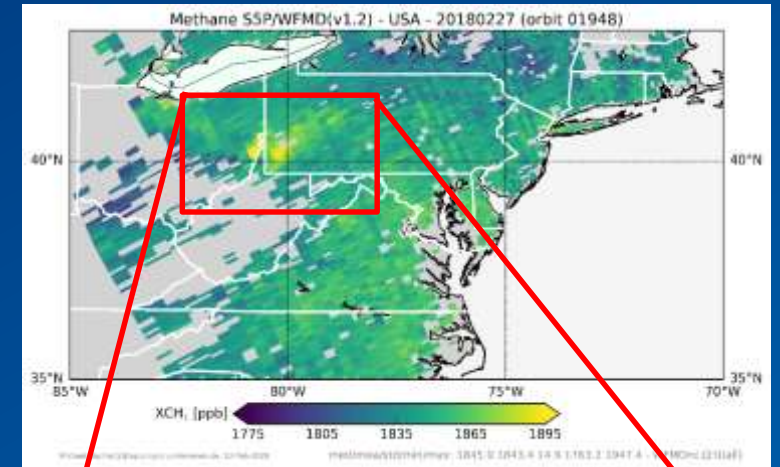 Methane S5P/WFMD(v1.2) - USA - 20180227 (orbit 01948)
40°N 40°N
35°N 35°N
85°W 80°W 75°W 70°W
XCH4 [ppb]
1775 1805 1835 1865 1895